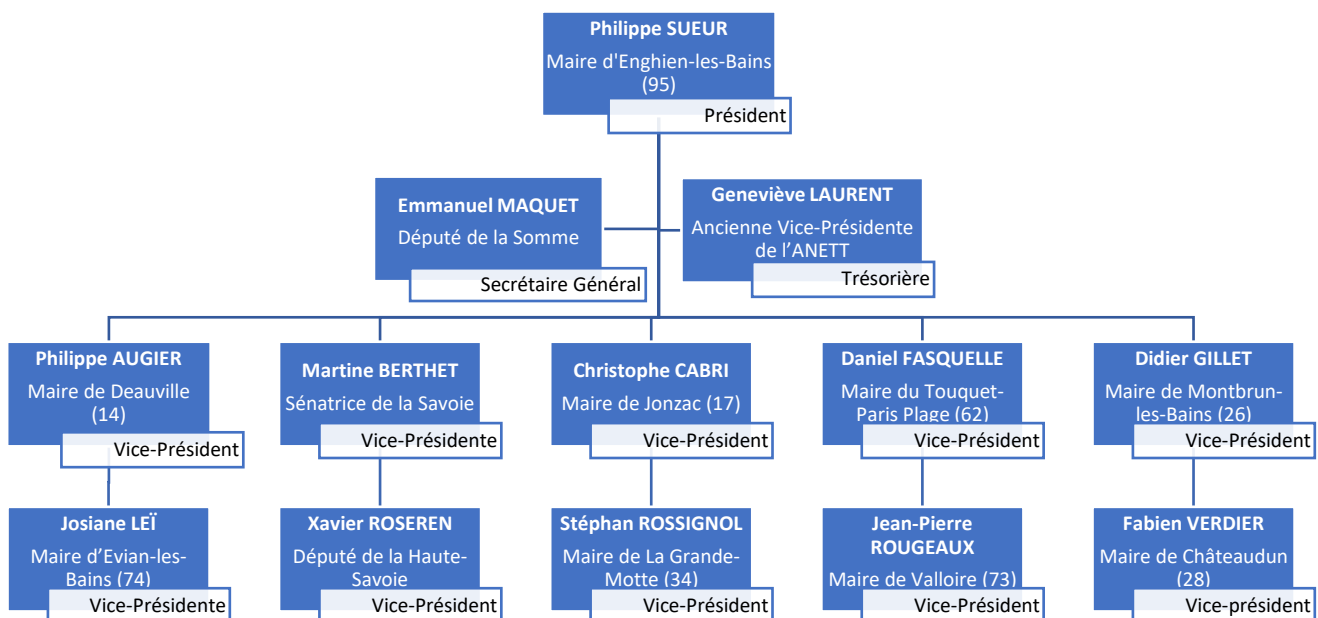 Philippe SUEUR
Maire d'Enghien-les-Bains
(95)
Président
Emmanuel MAQUET
Député de la Somme
Secrétaire Général
Geneviève LAURENT
Ancienne Vice-Présidente
de l’ANETT
Trésorière
Philippe AUGIER
Maire de Deauville
(14)
Vice-Président
Martine BERTHET
Sénatrice de la Savoie
Vice-Présidente
Christophe CABRI
Maire de Jonzac (17)
Vice-Président
Daniel FASQUELLE
Maire du Touquet-
Paris Plage (62)
Vice-Président
Didier GILLET
Maire de Montbrun-
les-Bains (26)
Vice-Président
Josiane LEÏ
Maire d’Evian-les-
Bains (74)
Vice-Présidente
Xavier ROSEREN
Député de la Haute-
Savoie
Vice-Président
Stéphan ROSSIGNOL
Maire de La Grande-
Motte (34)
Vice-Président
Jean-Pierre
ROUGEAUX
Maire de Valloire (73)
Vice-Président
Fabien VERDIER
Maire de Châteaudun
(28)
Vice-président